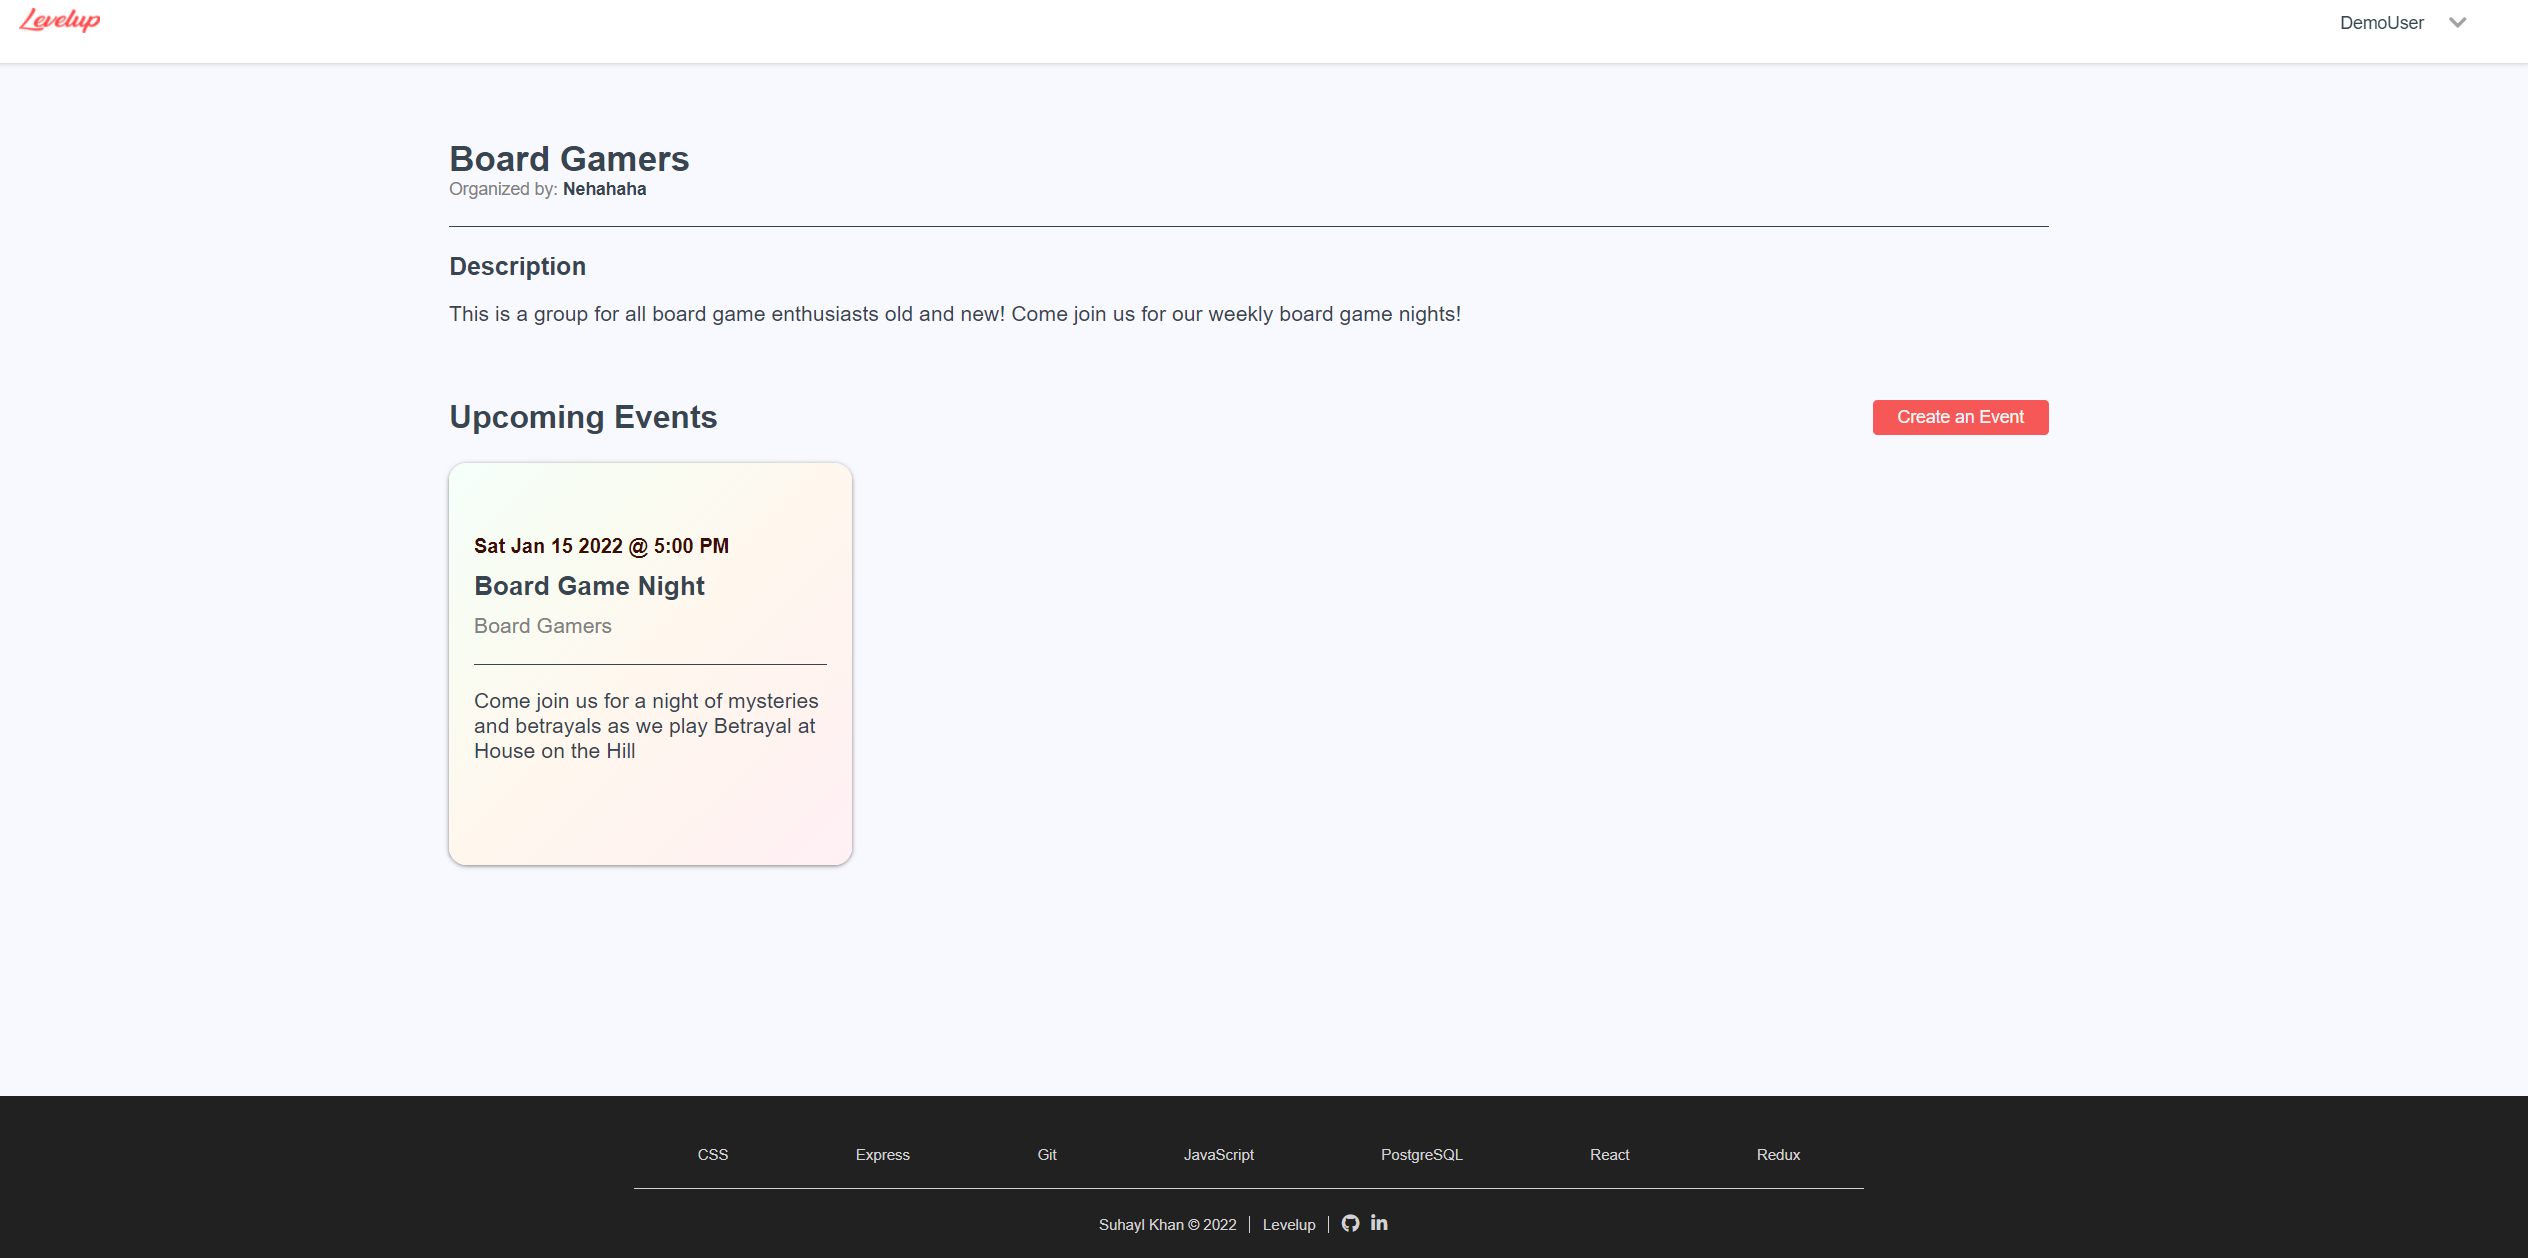 Levelup
DemoUser
Board Gamers
Organized by: Nehahaha
Description
This is a group for all board game enthusiasts old and new! Come join us for our weekly board game nights!
Upcoming Events
Create an Event
Sat Jan 15 2022 @ 5:00 PM
Board Game Night
Board Gamers
Come join us for a night of mysteries
and betrayals as we play Betrayal at
House on the Hill
CSS Express Git JavaScript PostgreSQL React Redux
Suhayl Khan © 2022 | Levelup | in